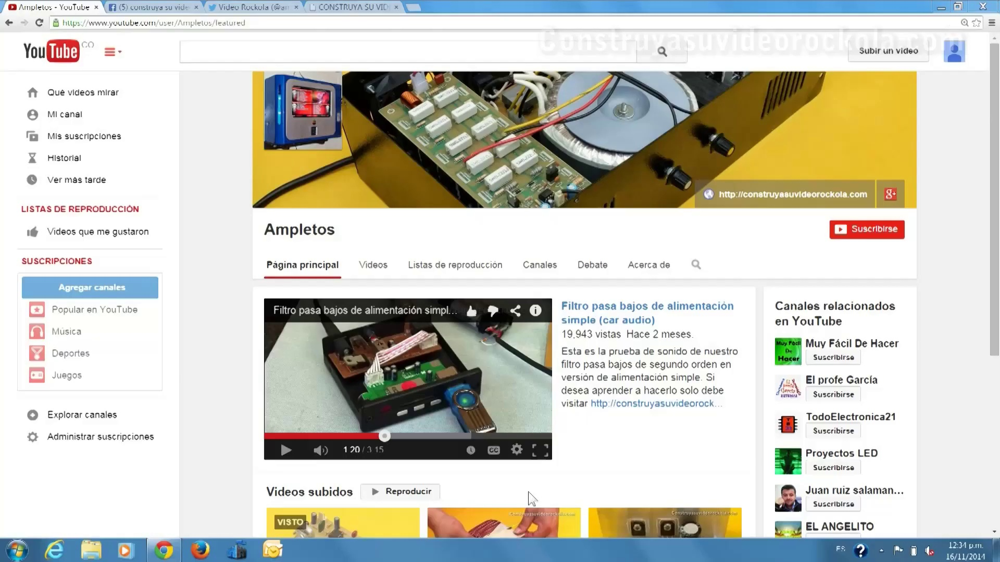 Ampletos - YouTube
(5) construya su vide
Video Rockola (@am
CONSTRUYA SU VID
https://www.youtube.com/user/Ampletos/featured
Construyasuvideorockola.com
YouTube CO
Subir un video
Qué videos mirar
Mi canal
Mis suscripciones
Historial
Ver más tarde
LISTAS DE REPRODUCCIÓN
Videos que me gustaron
SUSCRIPCIONES
Agregar canales
Popular en YouTube
Música
Deportes
Juegos
Explorar canales
Administrar suscripciones
http://construyasuvideorockola.com
g+
Ampletos
Suscribirse
Página principal
Videos
Listas de reproducción
Canales
Debate
Acerca de
Filtro pasa bajos de alimentación simpl...
1:20 / 3:15
CC
Filtro pasa bajos de alimentación
simple (car audio)
19,943 vistas Hace 2 meses.
Esta es la prueba de sonido de nuestro
filtro pasa bajos de segundo orden en
versión de alimentación simple. Si
desea aprender a hacerlo solo debe
visitar http://construyasuvideorock...
Videos subidos
Reproducir
VISTO
Construyasuvideorockola.com
Construyasuvideorockola.com
Canales relacionados
en YouTube
Muy Fácil
De
Hacer
Muy Fácil De Hacer
Suscribirse
El profe García
Suscribirse
TodoElectronica21
Suscribirse
Proyectos LED
Suscribirse
Juan ruiz salaman...
Suscribirse
EL ANGELITO
ES
12:34 p.m.
16/11/2014